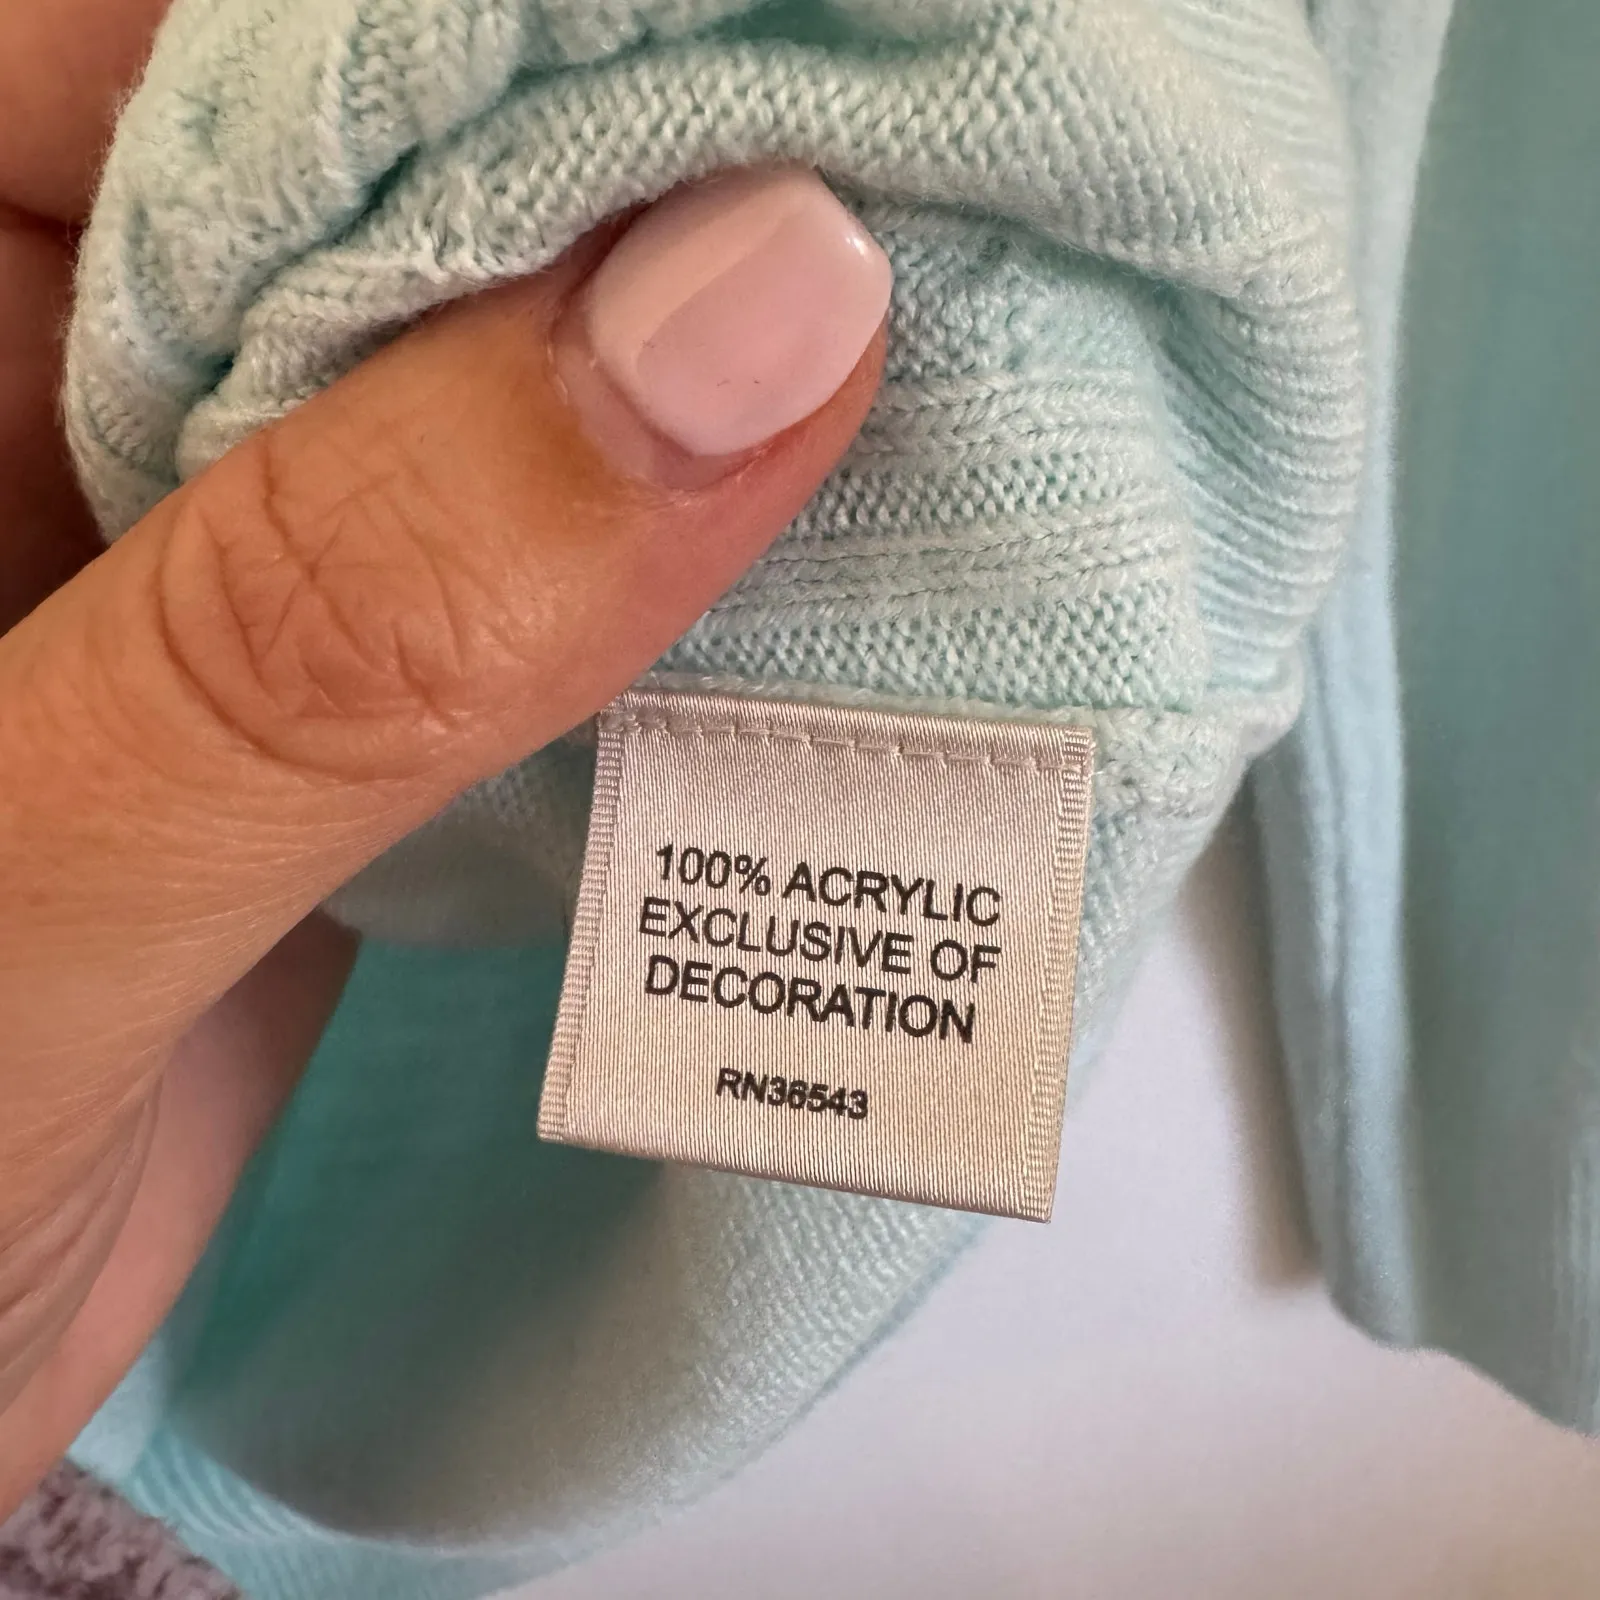 100% ACRYLIC
EXCLUSIVE OF
DECORATION
RN36543